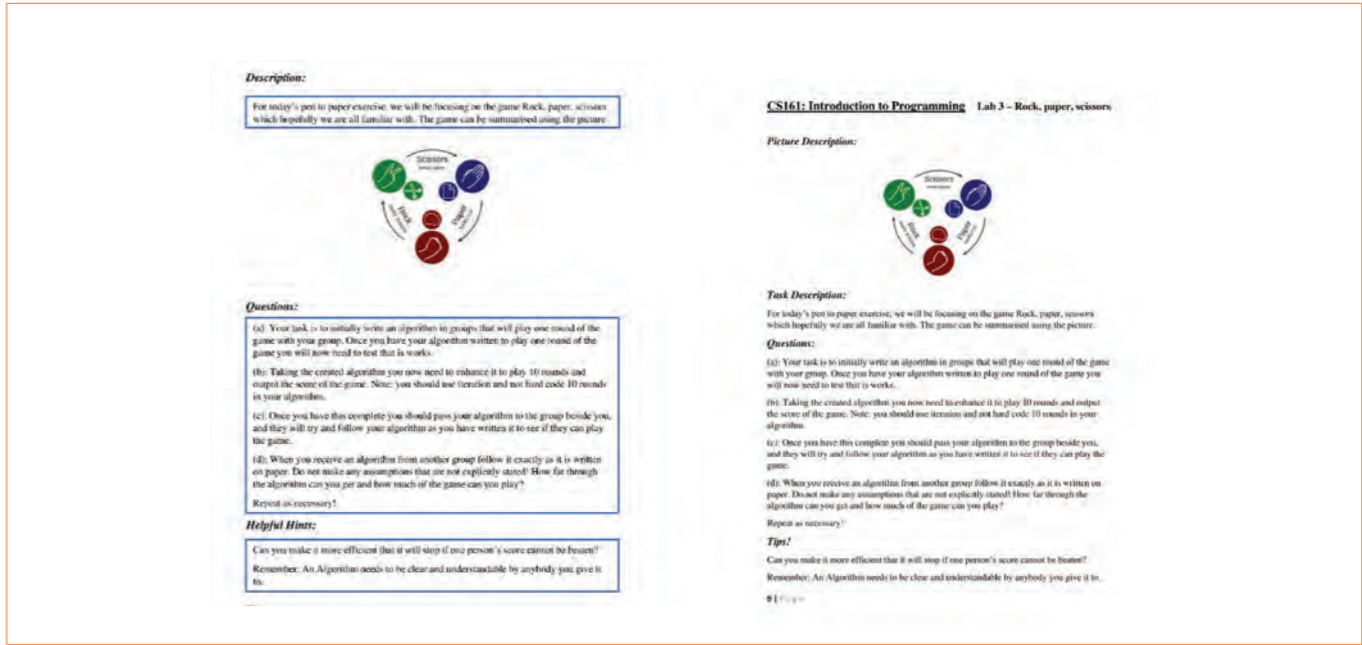 Description:
For today's pen to paper exercise, we will be focusing on the game Rock, paper, scissors
which hopefully we are all familiar with. The game can be summarised using the picture
Scissors
Rock
Paper
Questions:
(a): Your task is to initially write an algorithm in groups that will play one round of the
game with your group. Once you have your algorithm written to play one round of the
game you will now need to test that is works.
(b): Taking the created algorithm you now need to enhance it to play 10 rounds and
output the score of the game. Note: you should use iteration and not hard code 10 rounds
in your algorithm.
(c): Once you have this complete you should pass your algorithm to the group beside you,
and they will try and follow your algorithm as you have written it to see if they can play
the game.
(d): When you receive an algorithm from another group follow it exactly as it is written
on paper. Do not make any assumptions that are not explicitly stated! How far through
the algorithm can you get and how much of the game can you play?
Repeat as necessary!
Helpful Hints:
Can you make it more efficient that it will stop if one person's score cannot be beaten?
Remember: An Algorithm needs to be clear and understandable by anybody you give it
to.
CS161: Introduction to Programming Lab 3 – Rock, paper, scissors
Picture Description:
Scissors
Rock
Paper
Task Description:
For today's pen to paper exercise, we will be focusing on the game Rock, paper, scissors
which hopefully we are all familiar with. The game can be summarised using the picture.
Questions:
(a): Your task is to initially write an algorithm in groups that will play one round of the game
with your group. Once you have your algorithm written to play one round of the game you
will now need to test that is works.
(b): Taking the created algorithm you now need to enhance it to play 10 rounds and output
the score of the game. Note: you should use iteration and not hard code 10 rounds in your
algorithm.
(c): Once you have this complete you should pass your algorithm to the group beside you,
and they will try and follow your algorithm as you have written it to see if they can play the
game.
(d): When you receive an algorithm from another group follow it exactly as it is written on
paper. Do not make any assumptions that are not explicitly stated! How far through the
algorithm can you get and how much of the game can you play?
Repeat as necessary!
Tips!
Can you make it more efficient that it will stop if one person's score cannot be beaten?
Remember: An Algorithm needs to be clear and understandable by anybody you give it to.
| Page